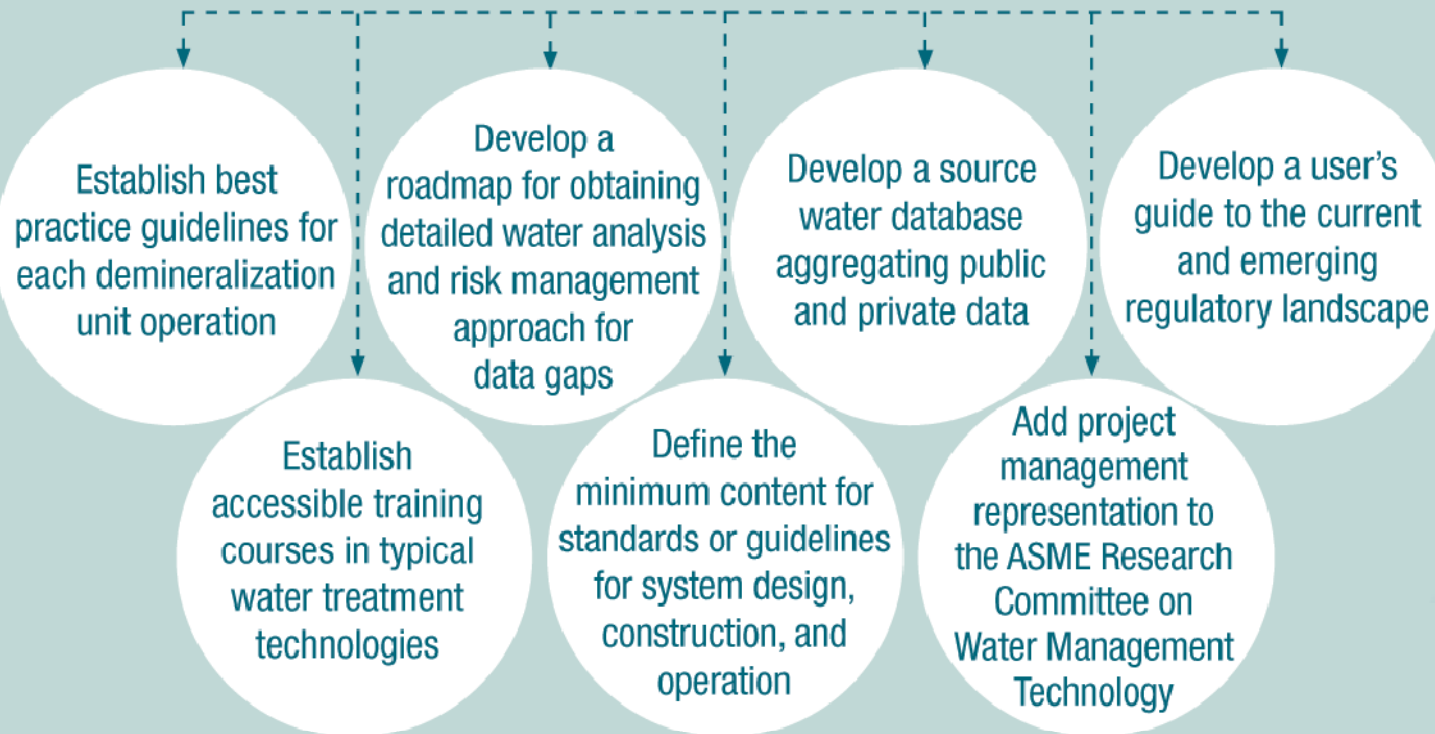 Establish best
practice guidelines for
each demineralization
unit operation
Develop a
roadmap for obtaining
detailed water analysis
and risk management
approach for
data gaps
Develop a source
water database
aggregating public
and private data
Develop a user’s
guide to the current
and emerging
regulatory landscape
Establish
accessible training
courses in typical
water treatment
technologies
Define the
minimum content for
standards or guidelines
for system design,
construction, and
operation
Add project
management
representation to
the ASME Research
Committee on
Water Management
Technology